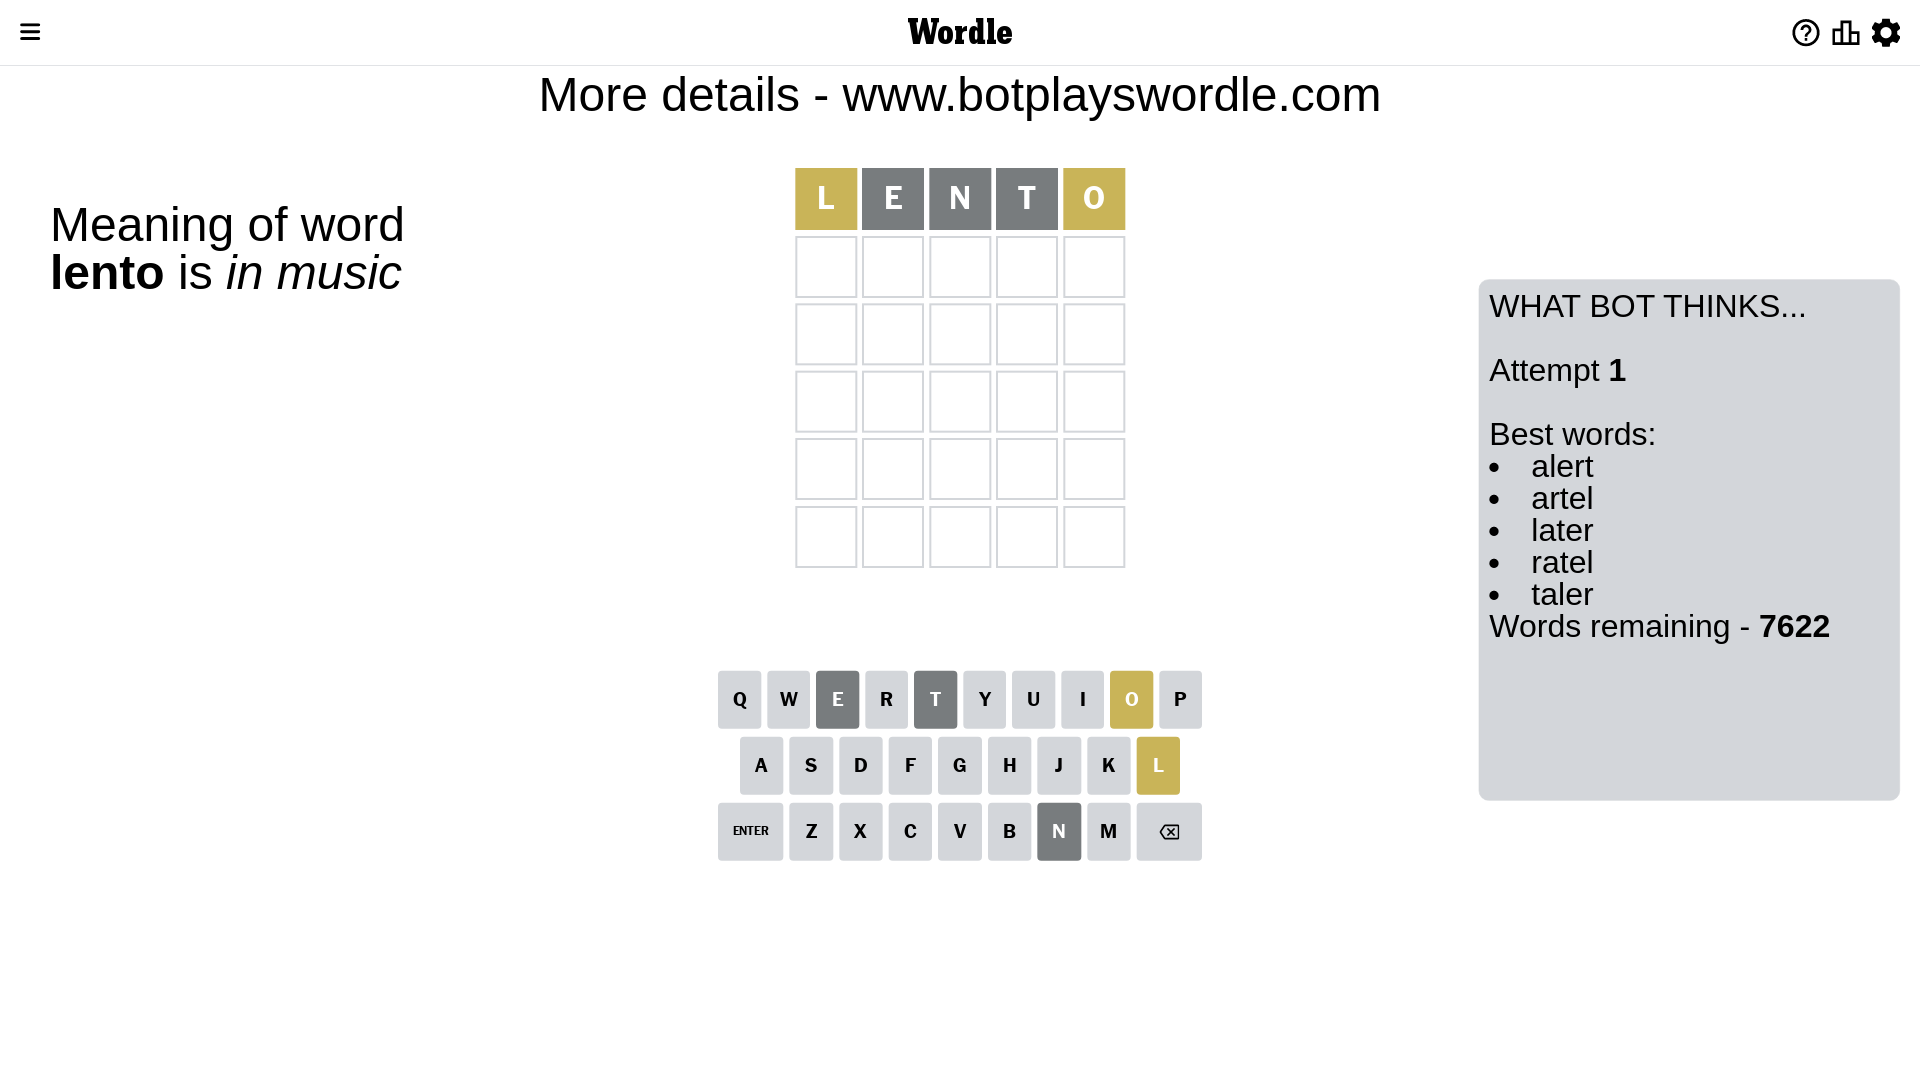 Wordle
More details - www.botplayswordle.com
Meaning of word
lento is in music
L E N T O
WHAT BOT THINKS...
Attempt 1
Best words:
• alert
• artel
• later
• ratel
• taler
Words remaining - 7622
Q W E R T Y U I O P
A S D F G H J K L
ENTER Z X C V B N M